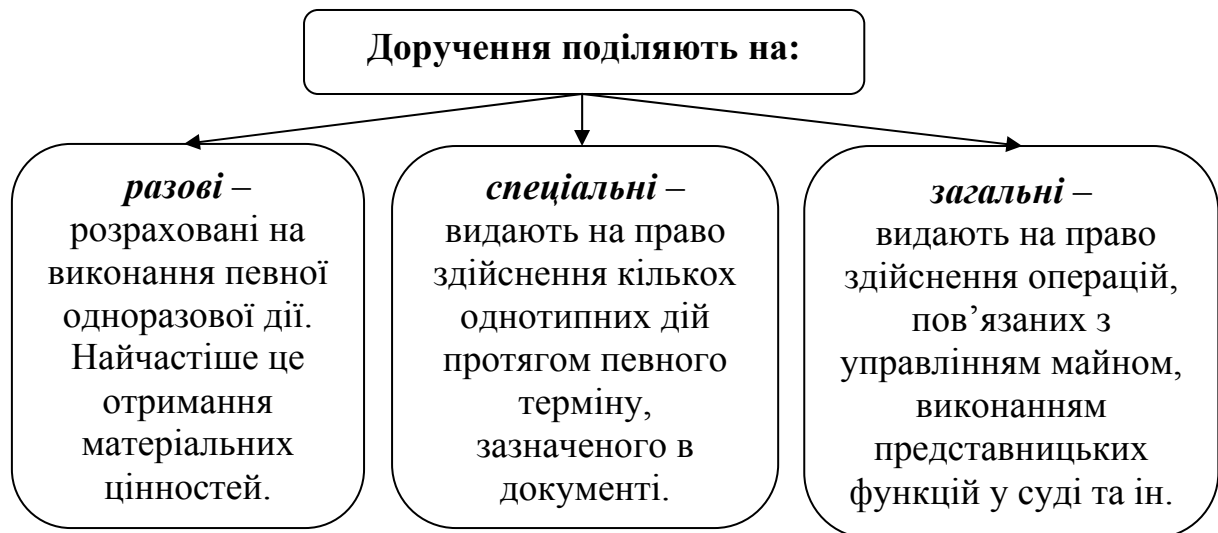 Доручення поділяють на:
разові –
розраховані на
виконання певної
одноразової дії.
Найчастіше це
отримання
матеріальних
цінностей.
спеціальні –
видають на право
здійснення кількох
однотипних дій
протягом певного
терміну,
зазначеного в
документі.
загальні –
видають на право
здійснення операцій,
пов’язаних з
управлінням майном,
виконанням
представницьких
функцій у суді та ін.